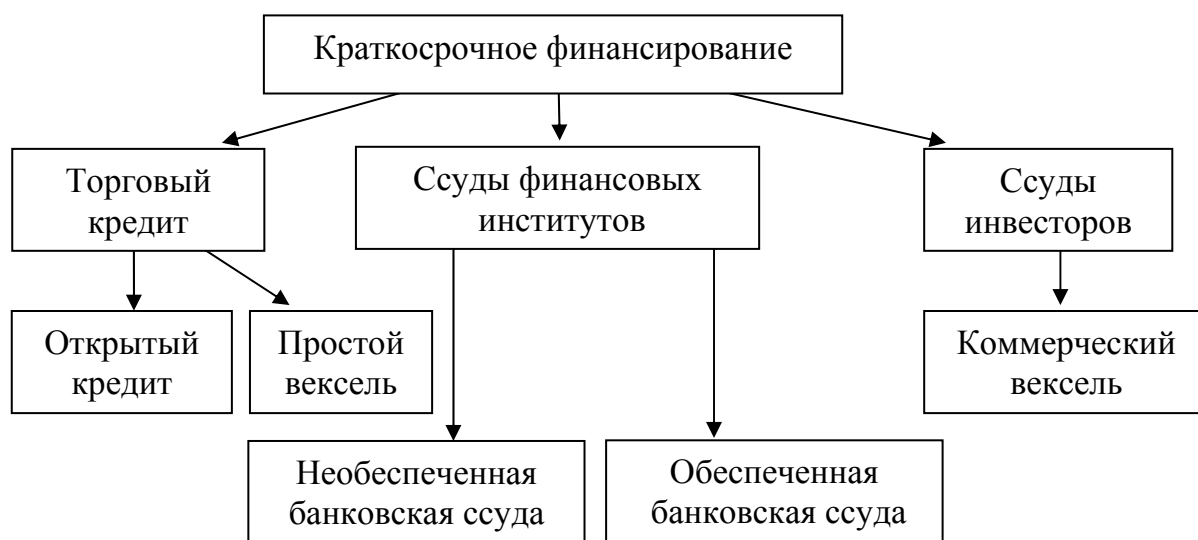 Краткосрочное финансирование
Торговый
кредит
Ссуды финансовых
институтов
Ссуды
инвесторов
Открытый
кредит
Простой
вексель
Коммерческий
вексель
Необеспеченная
банковская ссуда
Обеспеченная
банковская ссуда